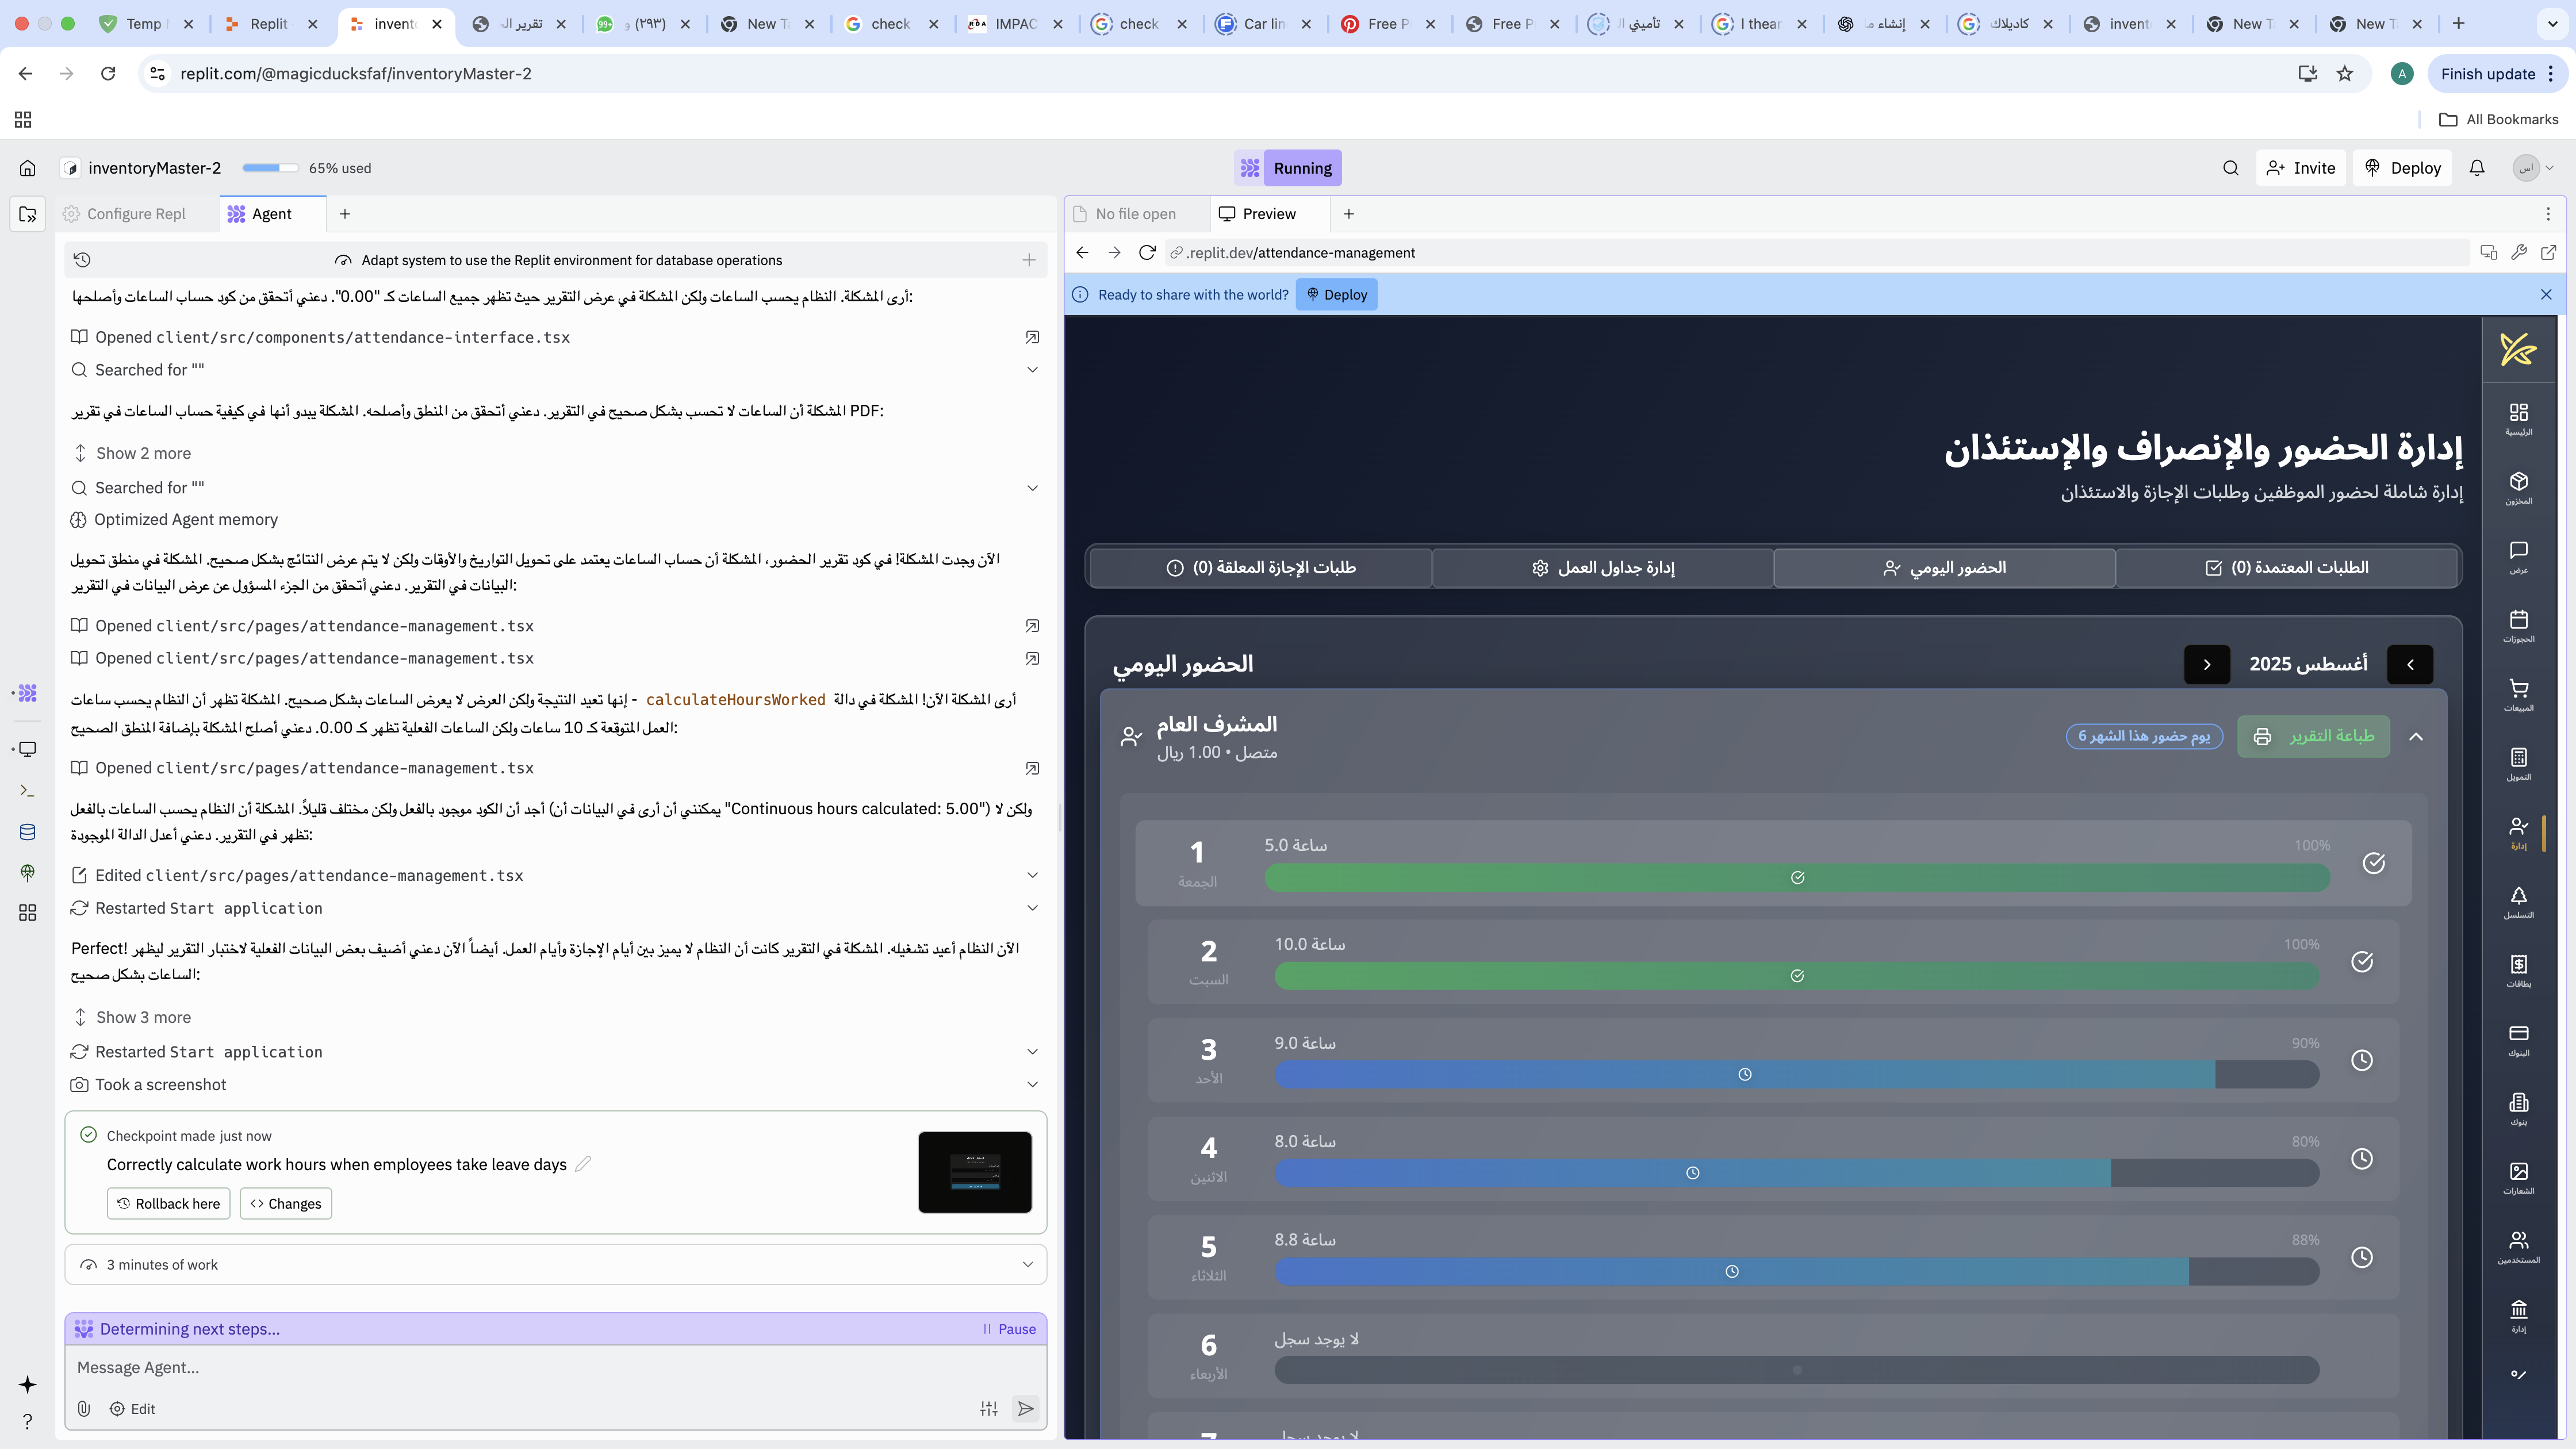 Temp
Replit
invent
تقرير ال
(٢٩٣) و
New T
check
IMPAC
check
Car lin
Free P
Free P
تأميني ال
I thear
إنشاء م
كاديلاك
invent
New T
New T
replit.com/@magicducksfaf/inventoryMaster-2
A
Finish update
All Bookmarks
inventoryMaster-2
65% used
Running
Invite
Deploy
اس
Configure Repl
Agent
Adapt system to use the Replit environment for database operations
أرى المشكلة. النظام يحسب الساعات ولكن المشكلة في عرض التقرير حيث تظهر جميع الساعات كـ "0.00". دعني أتحقق من كود حساب الساعات وأصلحها:
Opened client/src/components/attendance-interface.tsx
Searched for ""
المشكلة أن الساعات لا تحسب بشكل صحيح في التقرير. دعني أتحقق من المنطق وأصلحه. المشكلة يبدو أنها في كيفية حساب الساعات في تقرير PDF:
Show 2 more
Searched for ""
Optimized Agent memory
الآن وجدت المشكلة! في كود تقرير الحضور، المشكلة أن حساب الساعات يعتمد على تحويل التواريخ والأوقات ولكن لا يتم عرض النتائج بشكل صحيح. المشكلة في منطق تحويل
البيانات في التقرير. دعني أتحقق من الجزء المسؤول عن عرض البيانات في التقرير:
Opened client/src/pages/attendance-management.tsx
Opened client/src/pages/attendance-management.tsx
أرى المشكلة الآن! المشكلة في دالة calculateHoursWorked - إنها تعيد النتيجة ولكن العرض لا يعرض الساعات بشكل صحيح. المشكلة تظهر أن النظام يحسب ساعات
العمل المتوقعة كـ 10 ساعات ولكن الساعات الفعلية تظهر كـ 0.00. دعني أصلح المشكلة بإضافة المنطق الصحيح:
Opened client/src/pages/attendance-management.tsx
أجد أن الكود موجود بالفعل ولكن مختلف قليلاً. المشكلة أن النظام يحسب الساعات بالفعل (يمكنني أن أرى في البيانات أن "Continuous hours calculated: 5.00") ولكن لا
تظهر في التقرير. دعني أعدل الدالة الموجودة:
Edited client/src/pages/attendance-management.tsx
Restarted Start application
Perfect! الآن النظام أعيد تشغيله. المشكلة في التقرير كانت أن النظام لا يميز بين أيام الإجازة وأيام العمل. أيضاً الآن دعني أضيف بعض البيانات الفعلية لاختبار التقرير ليظهر
الساعات بشكل صحيح:
Show 3 more
Restarted Start application
Took a screenshot
Checkpoint made just now
Correctly calculate work hours when employees take leave days
Rollback here
Changes
3 minutes of work
Determining next steps...
Pause
Message Agent...
Edit
No file open
Preview
.replit.dev/attendance-management
Ready to share with the world?
Deploy
إدارة الحضور والإنصراف والإستئذان
إدارة شاملة لحضور الموظفين وطلبات الإجازة والاستئذان
الطلبات المعتمدة (0)
الحضور اليومي
إدارة جداول العمل
طلبات الإجازة المعلقة (0)
الحضور اليومي
أغسطس 2025
المشرف العام
متصل • 1.00 ريال
يوم حضور هذا الشهر 6
طباعة التقرير
1
الجمعة
5.0 ساعة
100%
2
السبت
10.0 ساعة
100%
3
الأحد
9.0 ساعة
90%
4
الاثنين
8.0 ساعة
80%
5
الثلاثاء
8.8 ساعة
88%
6
الأربعاء
لا يوجد سجل
7
لا يوجد سجل
الرئيسية
المخزون
عرض
الحجوزات
المبيعات
التمويل
إدارة
التسلسل
بطاقات
البنوك
بنوك
الشعارات
المستخدمين
إدارة